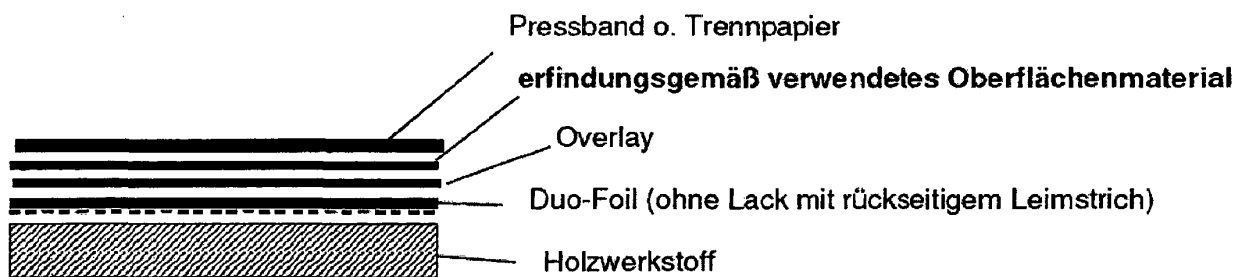 Pressband o. Trennpapier
erfindungsgemäß verwendetes Oberflächenmaterial
Overlay
Duo-Foil (ohne Lack mit rückseitigem Leimstrich)
Holzwerkstoff